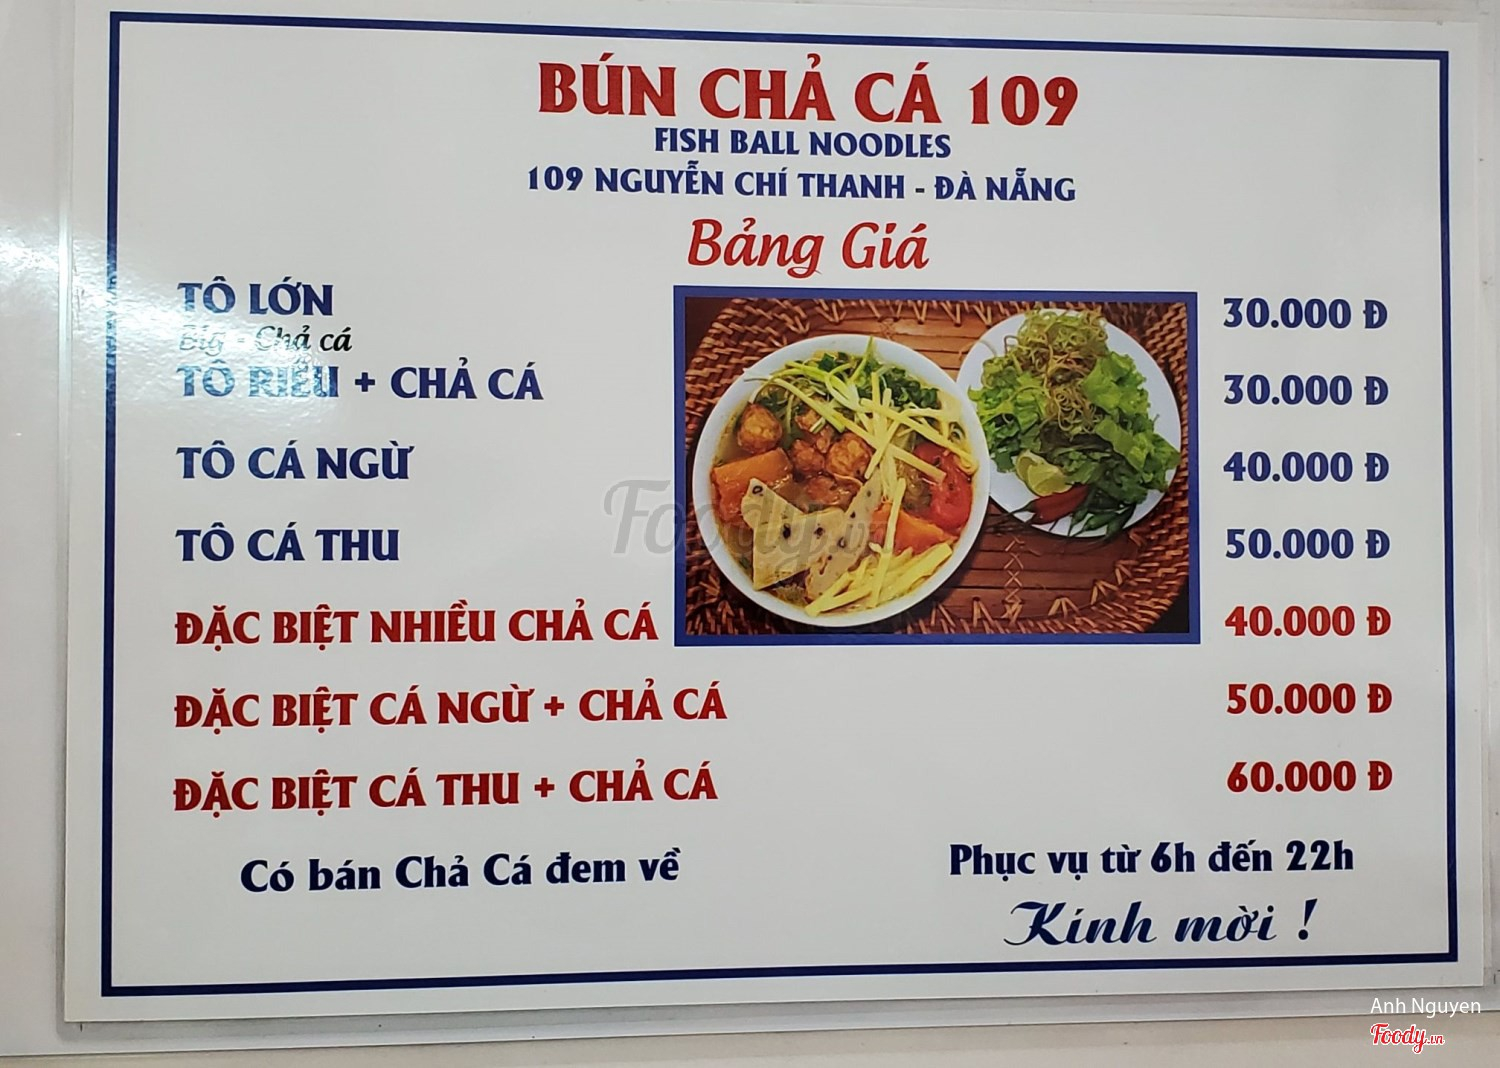 BÚN CHẢ CÁ 109
FISH BALL NOODLES
109 NGUYỄN CHÍ THANH - ĐÀ NẴNG
Bảng Giá
TÔ LỚN 30.000 Đ
Big - Chả cá
TÔ RIÊU + CHẢ CÁ 30.000 Đ
TÔ CÁ NGỪ 40.000 Đ
TÔ CÁ THU 50.000 Đ
ĐẶC BIỆT NHIỀU CHẢ CÁ 40.000 Đ
ĐẶC BIỆT CÁ NGỪ + CHẢ CÁ 50.000 Đ
ĐẶC BIỆT CÁ THU + CHẢ CÁ 60.000 Đ
Có bán Chả Cá đem về
Phục vụ từ 6h đến 22h
Kính mời !
Foody.vn
Anh Nguyen
Foody.vn